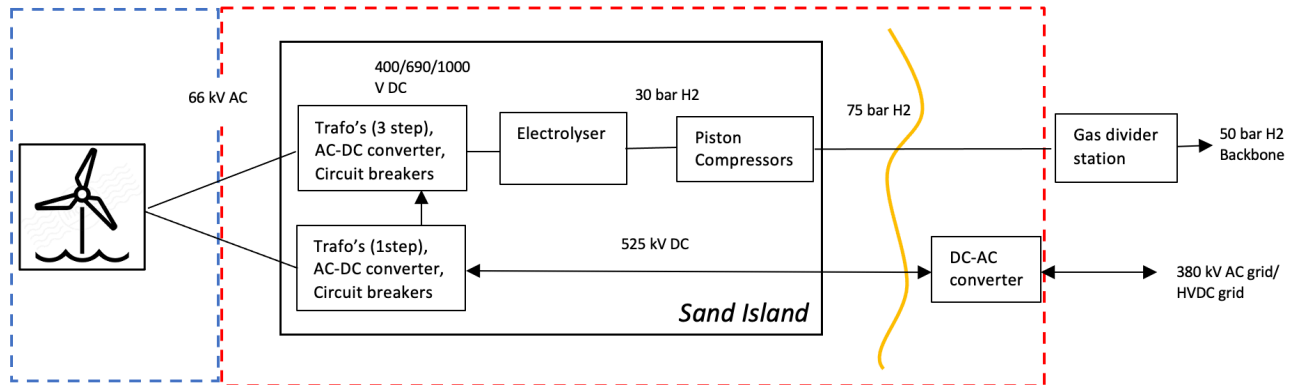 400/690/1000
V DC
66 kV AC
30 bar H2
75 bar H2
Trafo's (3 step),
AC-DC converter,
Circuit breakers
Electrolyser
Piston
Compressors
Gas divider
station
50 bar H2
Backbone
Trafo's (1step),
AC-DC converter,
Circuit breakers
525 kV DC
DC-AC
converter
380 kV AC grid/
HVDC grid
Sand Island